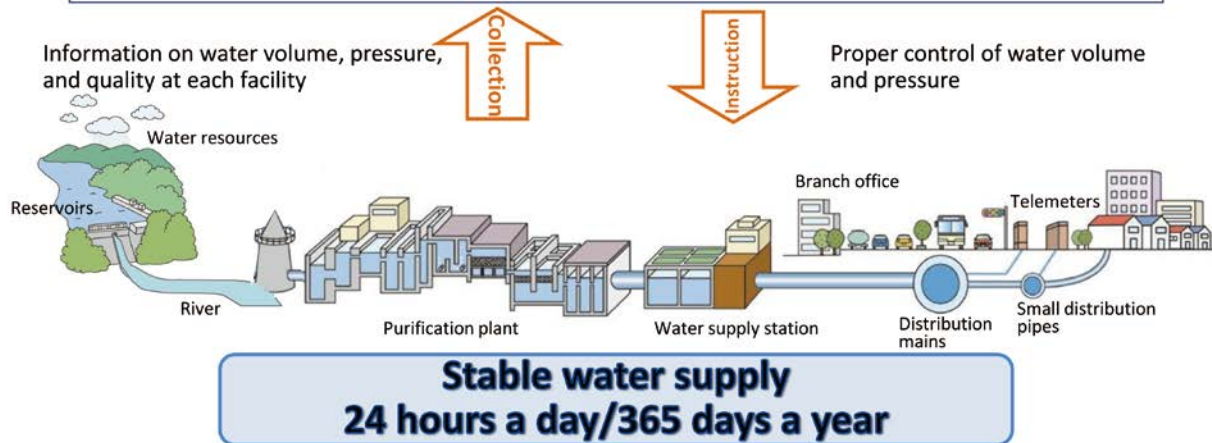 Collection
Instruction
Information on water volume, pressure,
and quality at each facility
Proper control of water volume
and pressure
Water resources
Reservoirs
River
Purification plant
Water supply station
Branch office
Telemeters
Distribution
mains
Small distribution
pipes
Stable water supply
24 hours a day/365 days a year